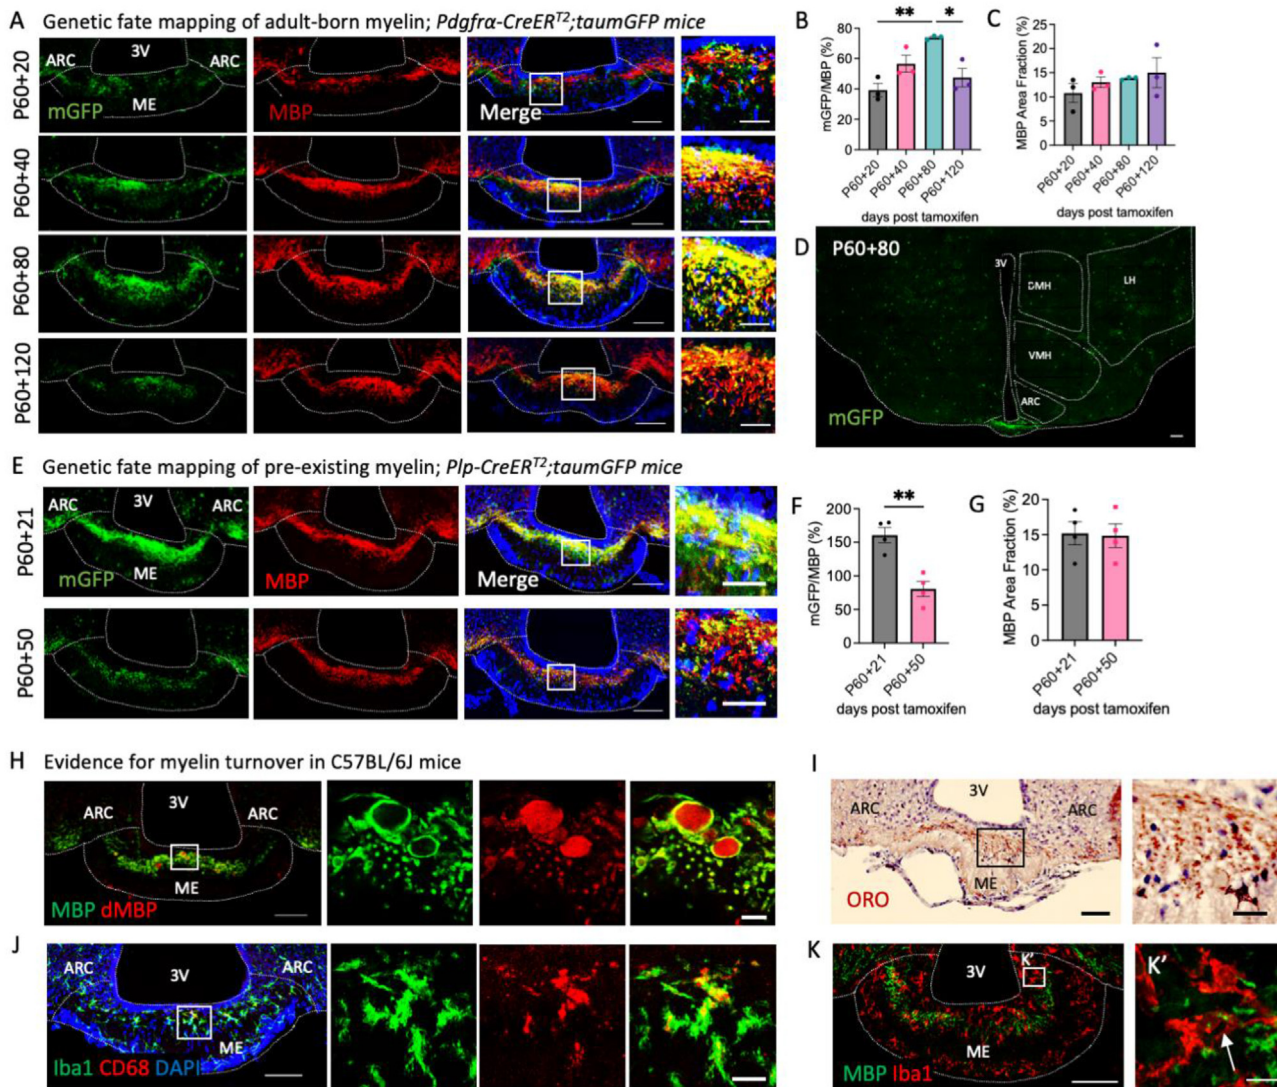 A Genetic fate mapping of adult-born myelin; Pdgfrα-CreERT2;taumGFP mice
P60+20
ARC 3V ARC
ME
mGFP
MBP
Merge
P60+40
P60+80
P60+120
B
mGFP/MBP (%)
80
60
40
20
0
** *
P60+20 P60+40 P60+80 P60+120
days post tamoxifen
C
MBP Area Fraction (%)
25
20
15
10
5
0
P60+20 P60+40 P60+80 P60+120
days post tamoxifen
D
P60+80
3V
DMH
LH
VMH
ARC
mGFP
E Genetic fate mapping of pre-existing myelin; Plp-CreERT2;taumGFP mice
P60+21
ARC 3V ARC
ME
mGFP
MBP
Merge
P60+50
F
mGFP/MBP (%)
200
150
100
50
0
**
P60+21 P60+50
days post tamoxifen
G
MBP Area Fraction (%)
20
15
10
5
0
P60+21 P60+50
days post tamoxifen
H Evidence for myelin turnover in C57BL/6J mice
ARC 3V ARC
ME
MBP dMBP
I
3V
ARC ARC
ME
ORO
J
ARC 3V ARC
ME
Iba1 CD68 DAPI
K
3V K'
ME
MBP Iba1
K'